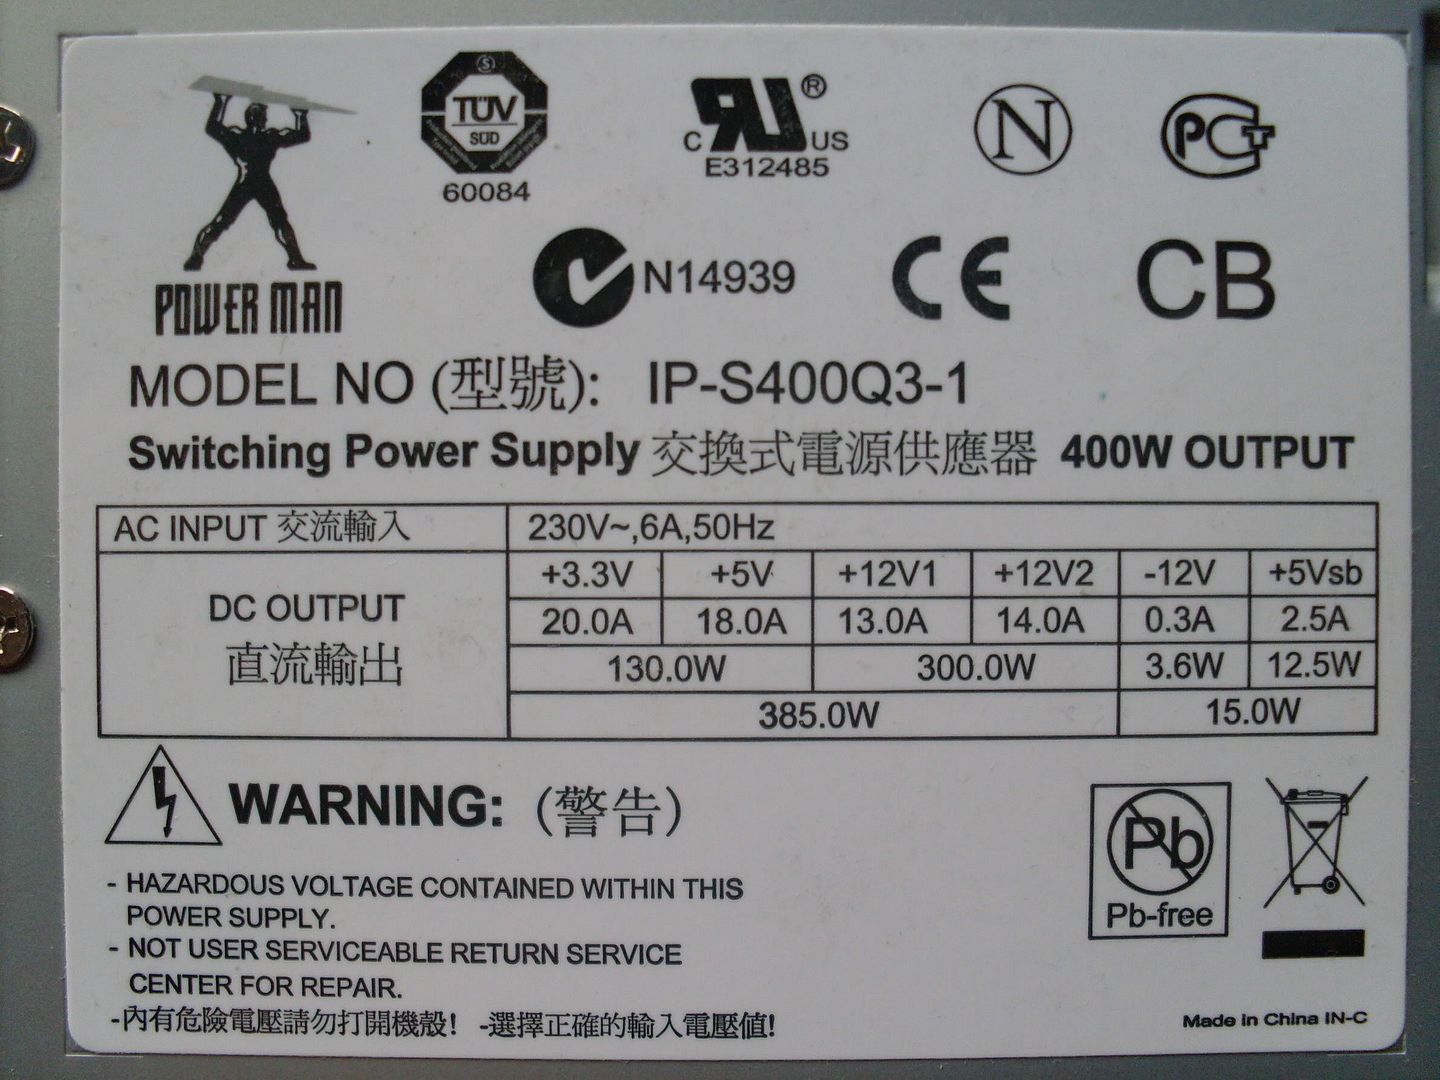 TÜV
SÜD
60084
C RU ® US
E312485
N
PCT
POWER MAN
N14939
CE
CB
MODEL NO (型號): IP-S400Q3-1
Switching Power Supply 交換式電源供應器 400W OUTPUT
AC INPUT 交流輸入 230V~,6A,50Hz
DC OUTPUT
直流輸出
+3.3V +5V +12V1 +12V2 -12V +5Vsb
20.0A 18.0A 13.0A 14.0A 0.3A 2.5A
130.0W 300.0W 3.6W 12.5W
385.0W 15.0W
WARNING: (警告)
- HAZARDOUS VOLTAGE CONTAINED WITHIN THIS
POWER SUPPLY.
- NOT USER SERVICEABLE RETURN SERVICE
CENTER FOR REPAIR.
-內有危險電壓請勿打開機殼! -選擇正確的輸入電壓值!
Pb
Pb-free
Made in China IN-C